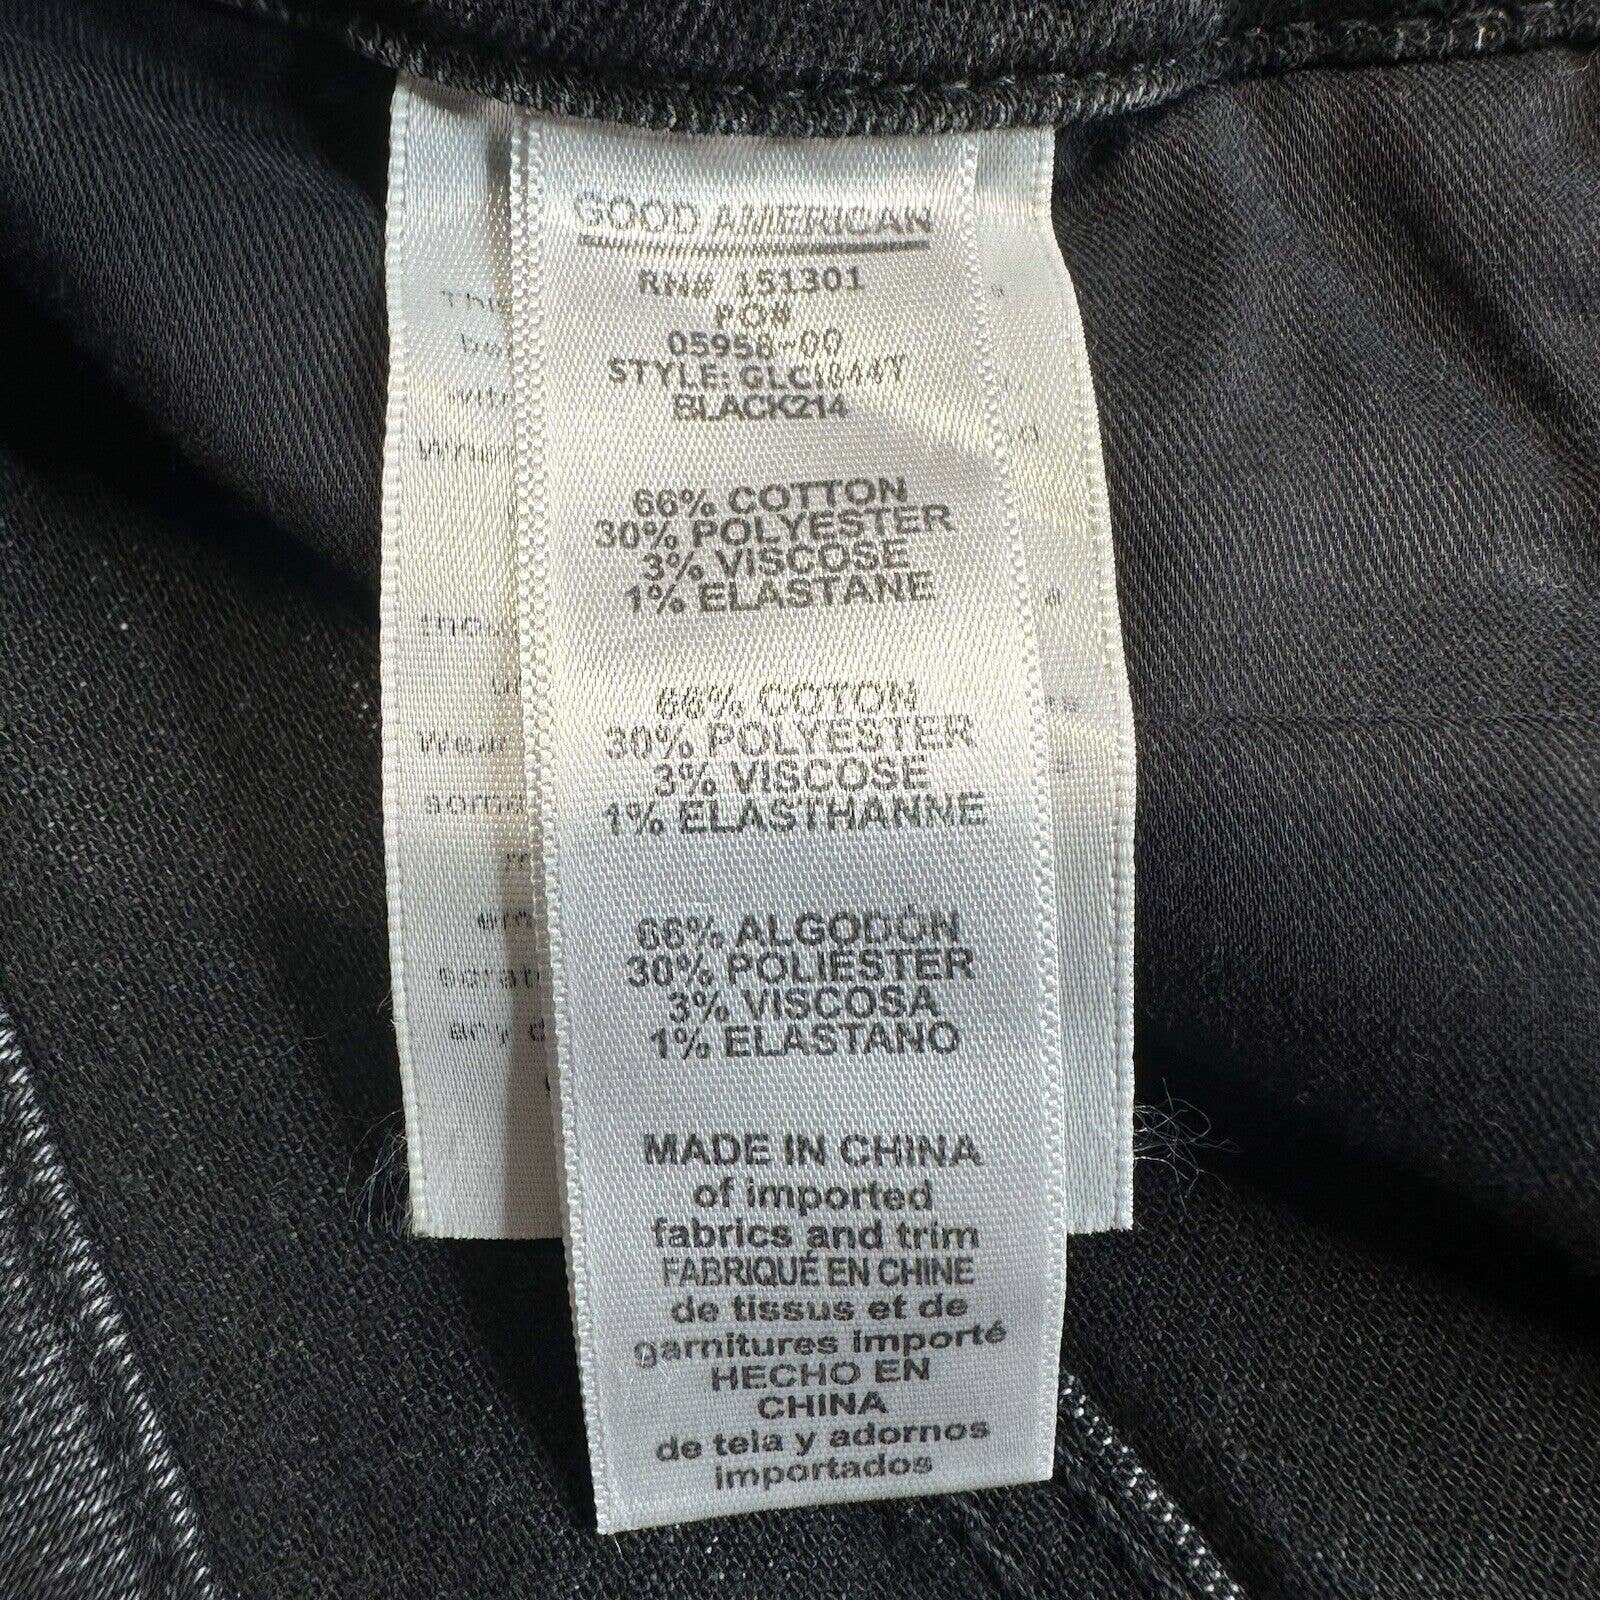 GOOD AMERICAN
RN# 151301
PO#
05958-00
STYLE:
BLACK214
66% COTTON
30% POLYESTER
3% VISCOSE
1% ELASTANE
66% COTON
30% POLYESTER
3% VISCOSE
1% ELASTHANNE
66% ALGODÓN
30% POLIESTER
3% VISCOSA
1% ELASTANO
MADE IN CHINA
of imported
fabrics and trim
FABRIQUÉ EN CHINE
de tissus et de
garnitures importé
HECHO EN
CHINA
de tela y adornos
importados
Wear